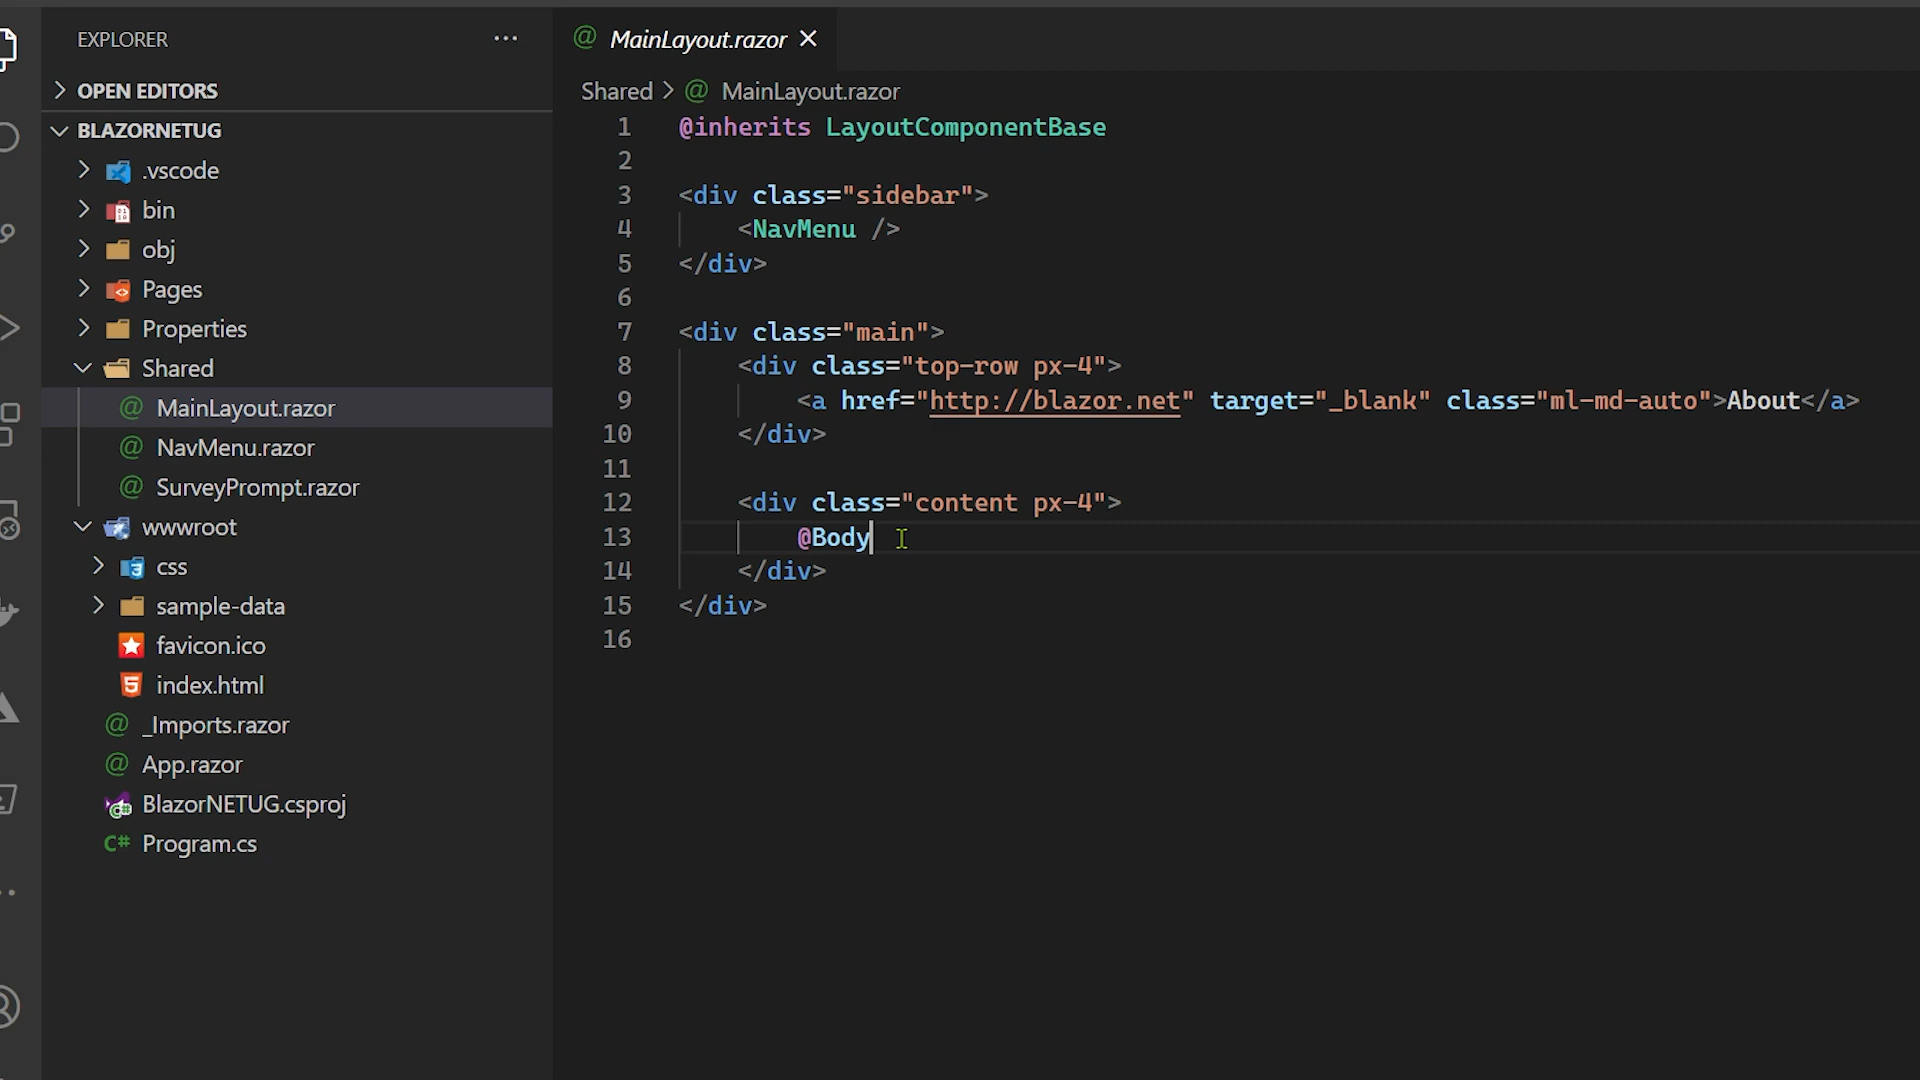 EXPLORER
OPEN EDITORS
BLAZORNETUG
.vscode
bin
obj
Pages
Properties
Shared
MainLayout.razor
NavMenu.razor
SurveyPrompt.razor
wwwroot
css
sample-data
favicon.ico
index.html
_Imports.razor
App.razor
BlazorNETUG.csproj
C# Program.cs
@ MainLayout.razor
Shared > @ MainLayout.razor
1 @inherits LayoutComponentBase
2
3 <div class="sidebar">
4 <NavMenu />
5 </div>
6
7 <div class="main">
8 <div class="top-row px-4">
9 <a href="http://blazor.net" target="_blank" class="ml-md-auto">About</a>
10 </div>
11
12 <div class="content px-4">
13 @Body
14 </div>
15 </div>
16